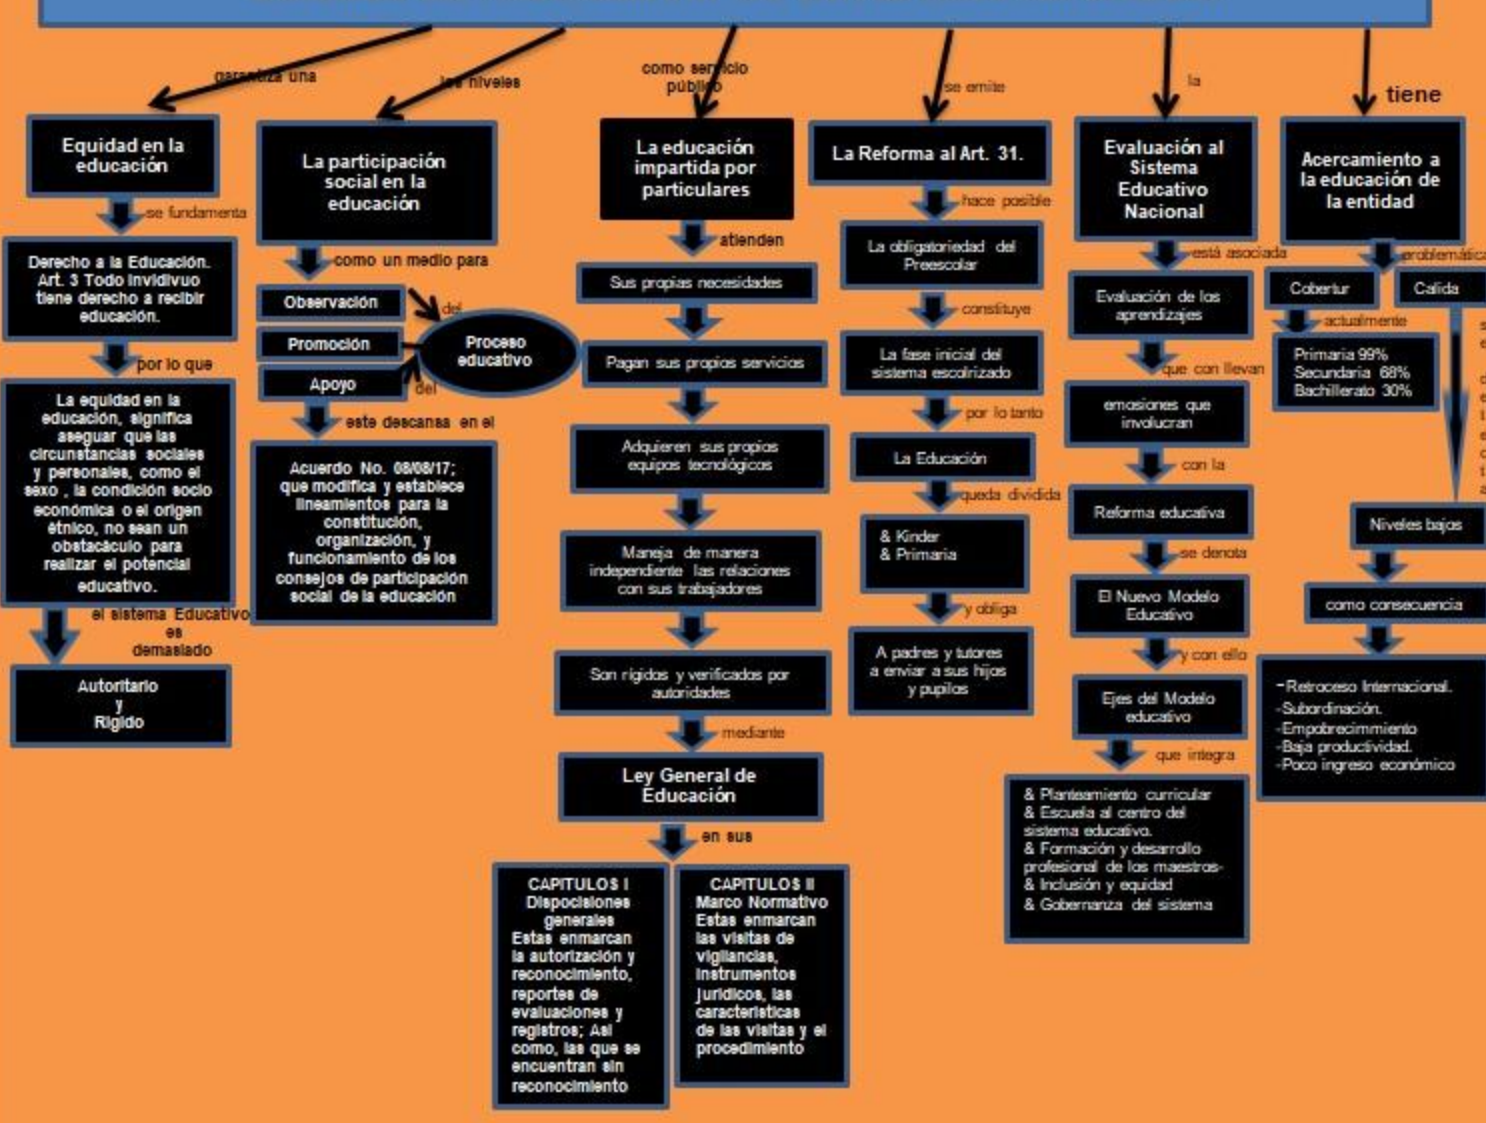 garantiza una
los niveles
como servicio
público
se emite
la
tiene
Equidad en la
educación
se fundamenta
Derecho a la Educación.
Art. 3 Todo invidivuo
tiene derecho a recibir
educación.
por lo que
La equidad en la
educación, significa
aseguar que las
circunstancias sociales
y personales, como el
sexo , la condición socio
económica o el origen
étnico, no sean un
obstacáculo para
realizar el potencial
educativo.
el sistema Educativo
es
demasiado
Autoritario
y
Rigido
La participación
social en la
educación
como un medio para
Observación
Promoción
Apoyo
del
del
Proceso
educativo
este descansa en el
Acuerdo No. 08/08/17;
que modifica y establece
lineamientos para la
constitución,
organización, y
funcionamiento de los
consejos de participación
social de la educación
La educación
impartida por
particulares
atienden
Sus propias necesidades
Pagan sus propios servicios
Adquieren sus propios
equipos tecnológicos
Maneja de manera
independiente las relaciones
con sus trabajadores
Son rígidos y verificados por
autoridades
mediante
Ley General de
Educación
en sus
CAPITULOS I
Dispocisiones
generales
Estas enmarcan
la autorización y
reconocimiento,
reportes de
evaluaciones y
registros; Asi
como, las que se
encuentran sin
reconocimiento
CAPITULOS II
Marco Normativo
Estas enmarcan
las visitas de
vigilancias,
instrumentos
jurídicos, las
caracteristicas
de las visitas y el
procedimiento
La Reforma al Art. 31.
hace posible
La obligatoriedad del
Preescolar
constituye
La fase inicial del
sistema escolrizado
por lo tanto
La Educación
queda dividida
& Kinder
& Primaria
y obliga
A padres y tutores
a enviar a sus hijos
y pupilos
Evaluación al
Sistema
Educativo
Nacional
está asociada
Evaluación de los
aprendizajes
que con llevan
emosiones que
involucran
con la
Reforma educativa
se denota
El Nuevo Modelo
Educativo
y con ello
Ejes del Modelo
educativo
que integra
& Planteamiento curricular
& Escuela al centro del
sistema educativo.
& Formación y desarrollo
profesional de los maestros-
& Inclusión y equidad
& Gobernanza del sistema
Acercamiento a
la educación de
la entidad
problemática
Cobertur
Calida
actualmente
Primaria 99%
Secundaria 68%
Bachillerato 30%
Niveles bajos
como consecuencia
-Retroceso Internacional.
-Subordinación.
-Empobrecimmiento
-Baja productividad.
-Poco ingreso económico